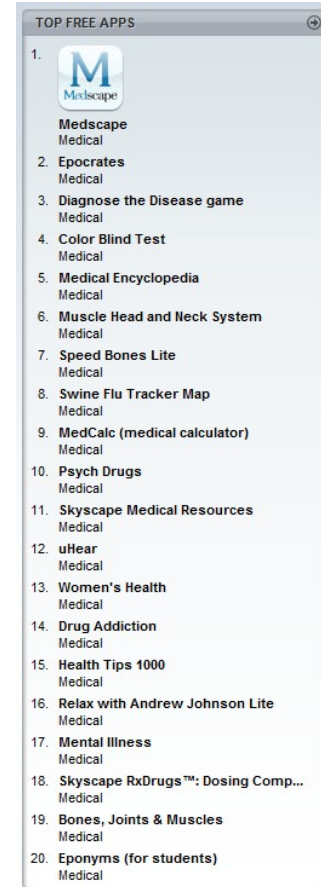 TOP FREE APPS
1.
M
Medscape
Medscape
Medical
2. Epocrates
Medical
3. Diagnose the Disease game
Medical
4. Color Blind Test
Medical
5. Medical Encyclopedia
Medical
6. Muscle Head and Neck System
Medical
7. Speed Bones Lite
Medical
8. Swine Flu Tracker Map
Medical
9. MedCalc (medical calculator)
Medical
10. Psych Drugs
Medical
11. Skyscape Medical Resources
Medical
12. uHear
Medical
13. Women's Health
Medical
14. Drug Addiction
Medical
15. Health Tips 1000
Medical
16. Relax with Andrew Johnson Lite
Medical
17. Mental Illness
Medical
18. Skyscape RxDrugs™: Dosing Comp...
Medical
19. Bones, Joints & Muscles
Medical
20. Eponyms (for students)
Medical